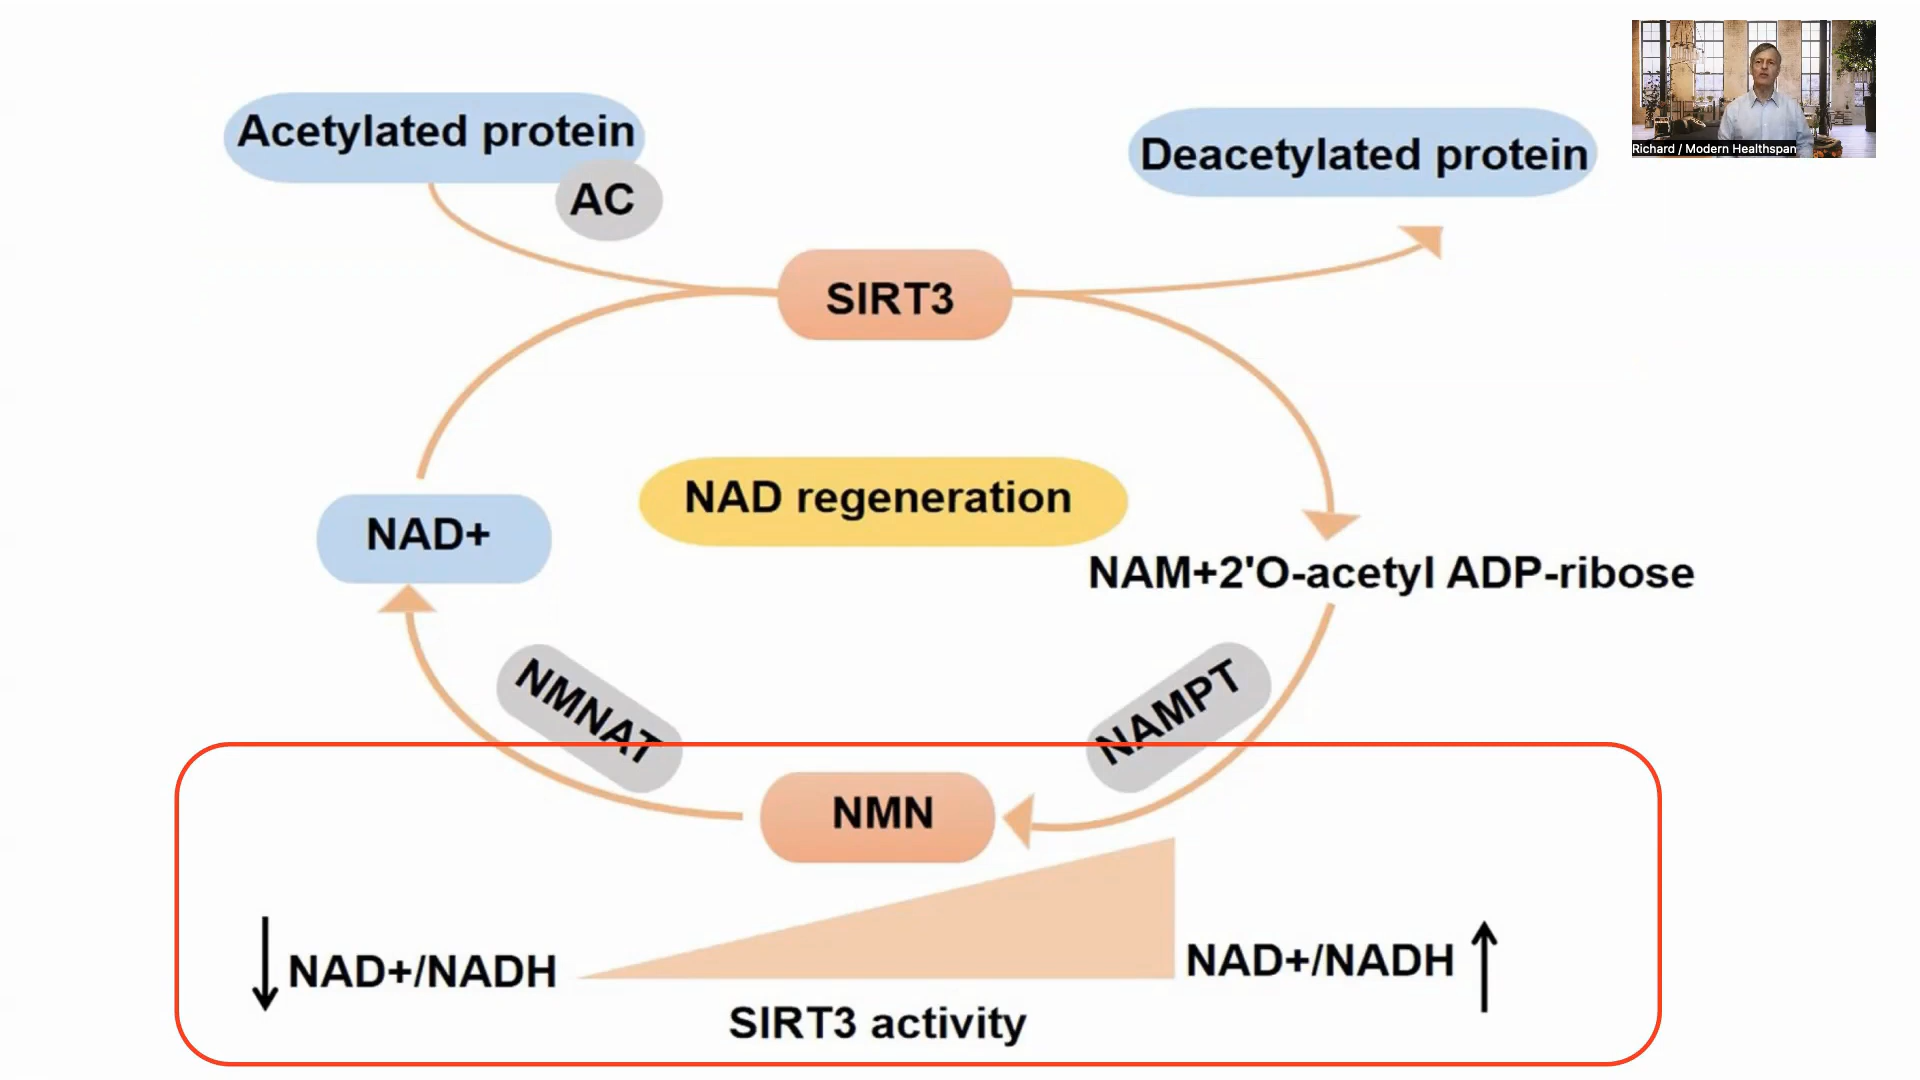 Acetylated protein
AC
Deacetylated protein
Richard / Modern Healthspan
SIRT3
NAD regeneration
NAD+
NAM+2'O-acetyl ADP-ribose
NMNAT
NAMPT
NMN
NAD+/NADH
NAD+/NADH
SIRT3 activity